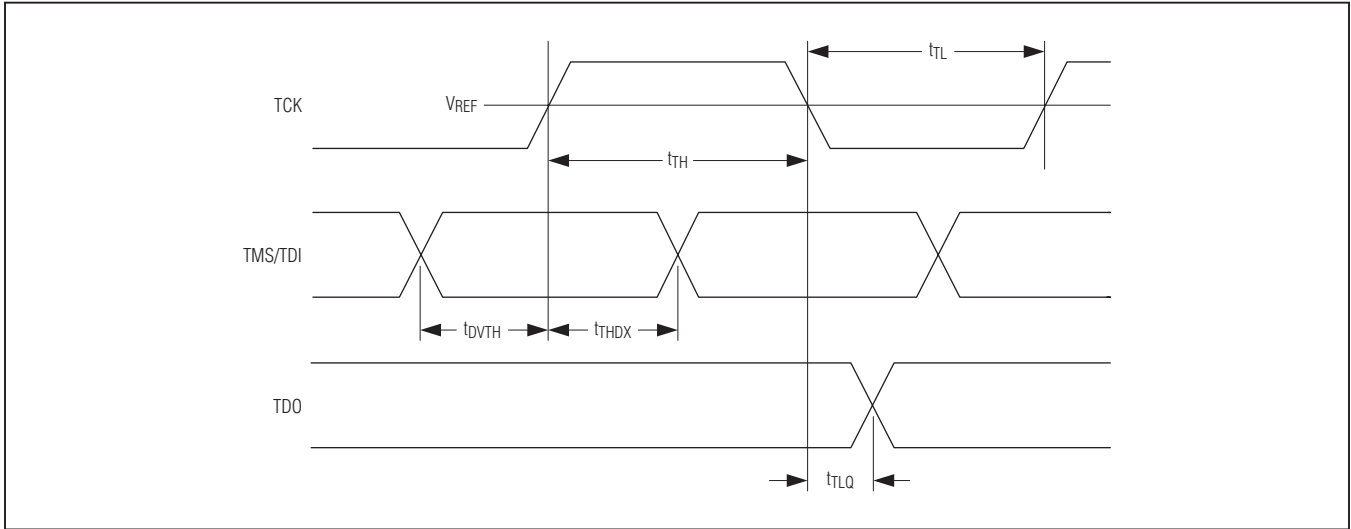 tTL
TCK
VREF
tTH
TMS/TDI
tDVTH
tTHDX
TDO
tTLQ